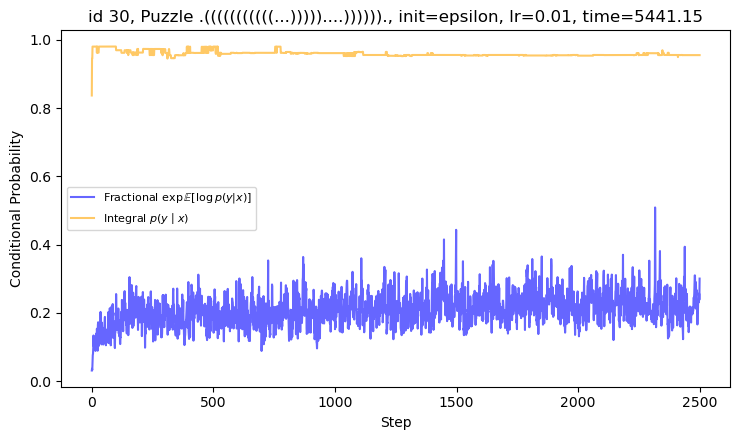 id 30, Puzzle .(((((((((((...)))))....))))))., init=epsilon, lr=0.01, time=5441.15
1.0
0.8
0.6
0.4
0.2
0.0
Conditional Probability
Fractional exp𝔼[log p(y|x)]
Integral p(y | x)
0
500
1000
1500
2000
2500
Step